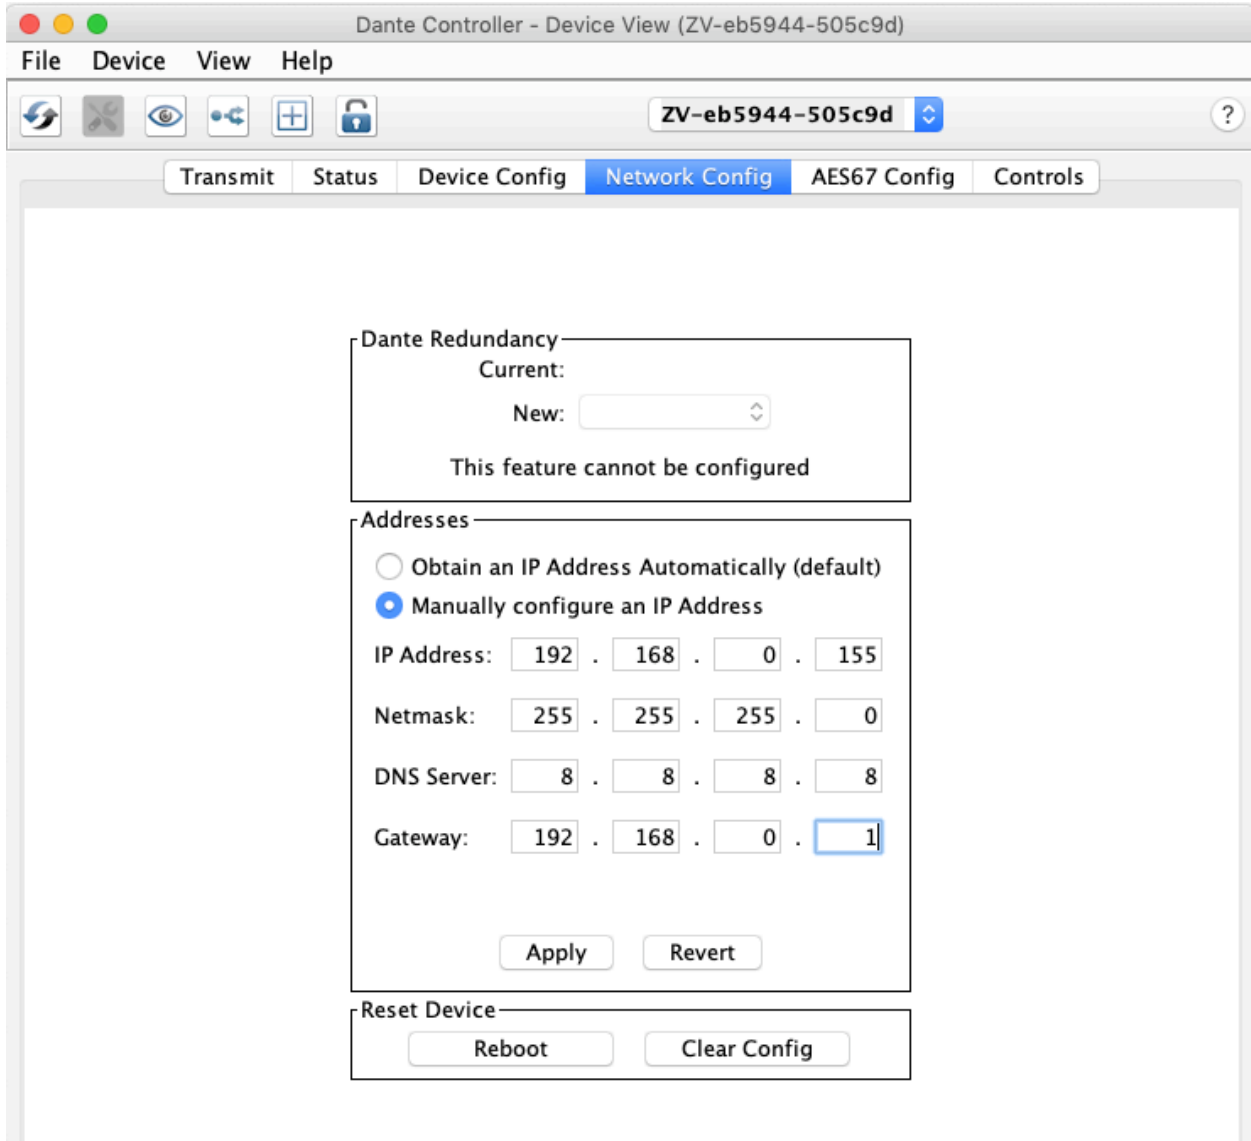 Dante Controller - Device View (ZV-eb5944-505c9d)
File Device View Help
ZV-eb5944-505c9d ?
Transmit Status Device Config Network Config AES67 Config Controls
Dante Redundancy
Current:
New:
This feature cannot be configured
Addresses
Obtain an IP Address Automatically (default)
Manually configure an IP Address
IP Address: 192 . 168 . 0 . 155
Netmask: 255 . 255 . 255 . 0
DNS Server: 8 . 8 . 8 . 8
Gateway: 192 . 168 . 0 . 1
Apply Revert
Reset Device
Reboot Clear Config